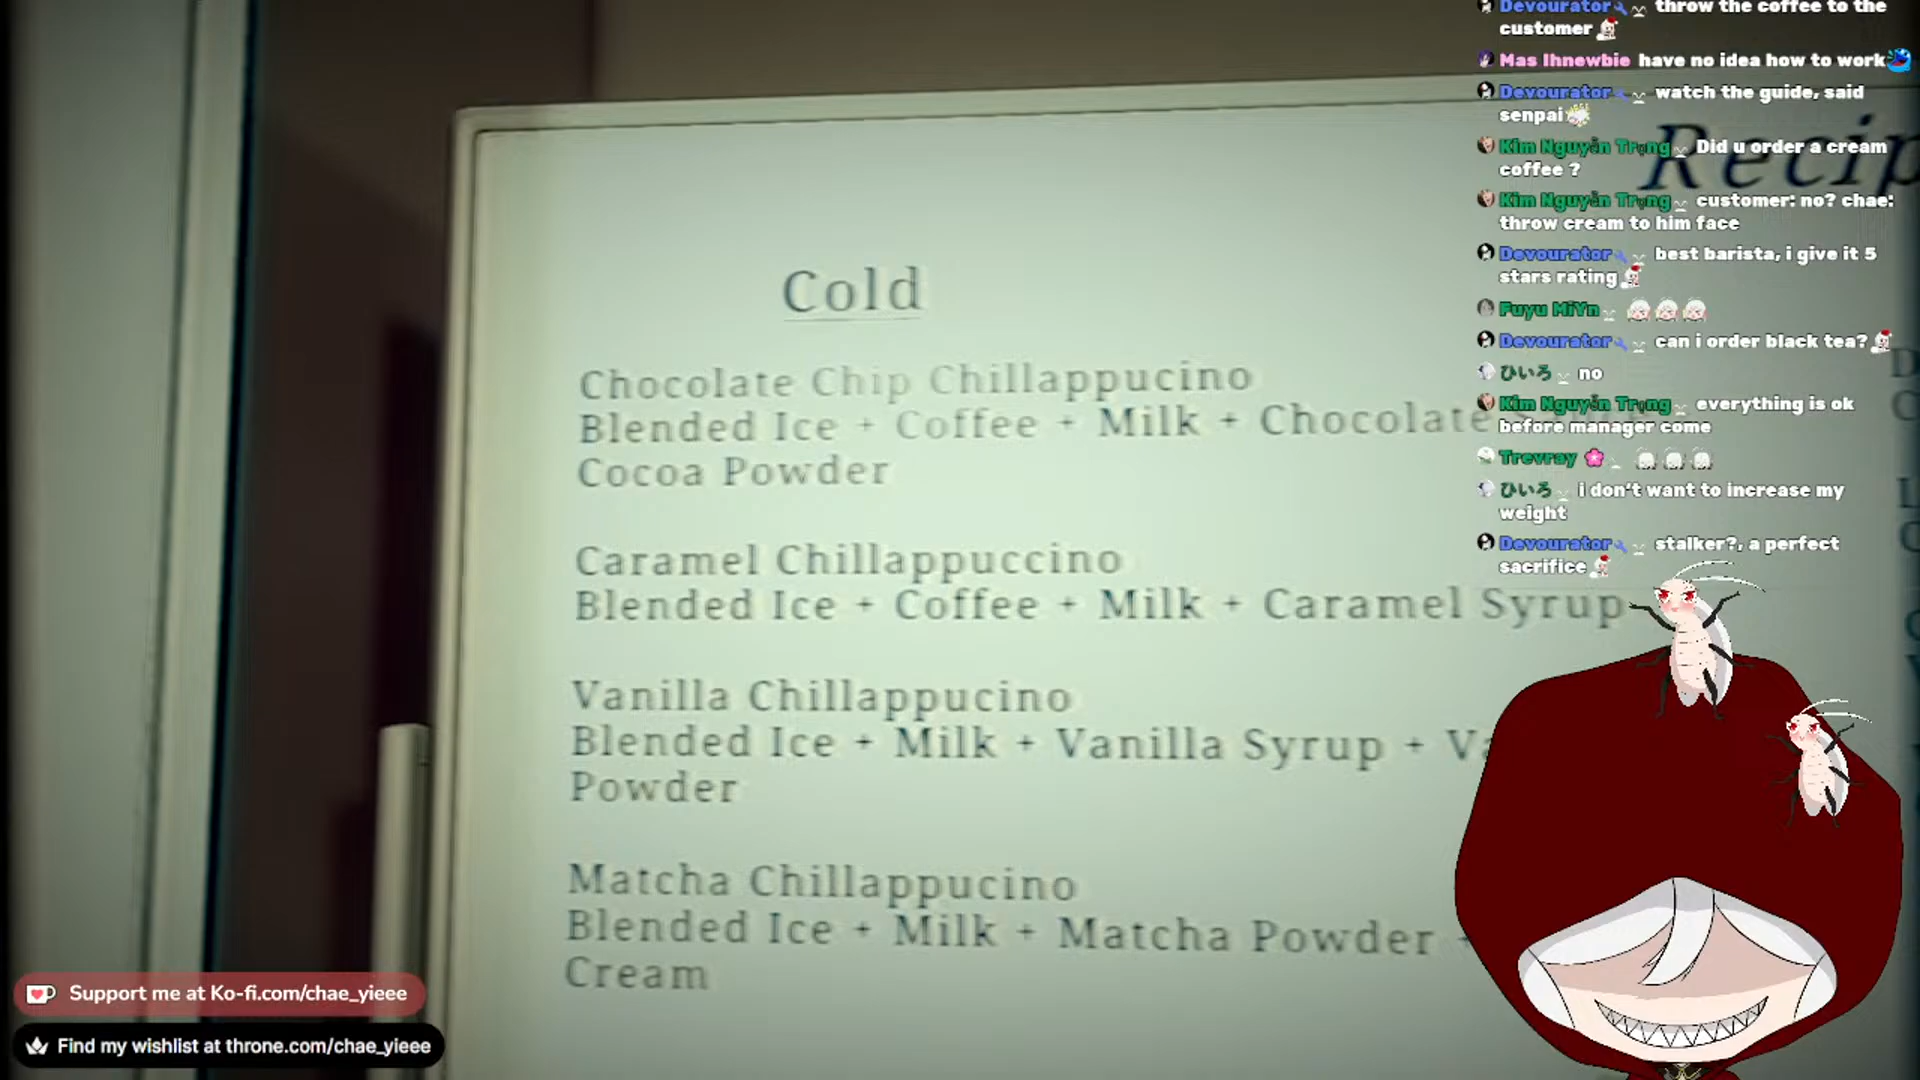 Recip
Cold
Chocolate Chip Chillappucino
Blended Ice + Coffee + Milk + Chocolate
Cocoa Powder
Caramel Chillappuccino
Blended Ice + Coffee + Milk + Caramel Syrup
Vanilla Chillappucino
Blended Ice + Milk + Vanilla Syrup + Va
Powder
Matcha Chillappucino
Blended Ice + Milk + Matcha Powder +
Cream
Devourator throw the coffee to the
customer
Mas Ihnewbie have no idea how to work
Devourator watch the guide, said
senpai
Kim Nguyễn Trọng Did u order a cream
coffee ?
Kim Nguyễn Trọng customer: no? chae:
throw cream to him face
Devourator best barista, i give it 5
stars rating
Fuyu MiYn
Devourator can i order black tea?
ひいろ no
Kim Nguyễn Trọng everything is ok
before manager come
Trevray
ひいろ i don't want to increase my
weight
Devourator stalker?, a perfect
sacrifice
Support me at Ko-fi.com/chae_yieee
Find my wishlist at throne.com/chae_yieee